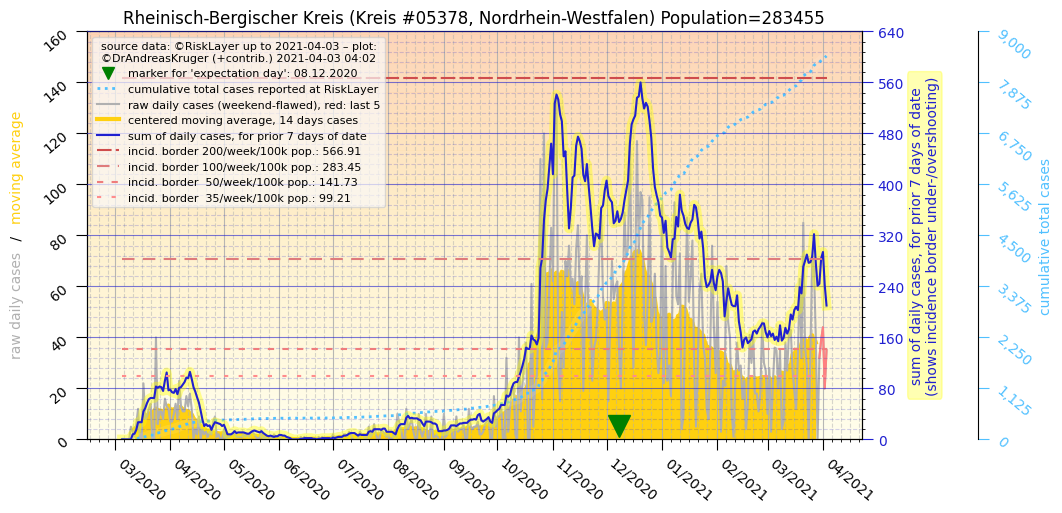 Rheinisch-Bergischer Kreis (Kreis #05378, Nordrhein-Westfalen) Population=283455
source data: ©RiskLayer up to 2021-04-03 – plot:
©DrAndreasKruger (+contrib.) 2021-04-03 04:02
marker for 'expectation day': 08.12.2020
cumulative total cases reported at RiskLayer
raw daily cases (weekend-flawed), red: last 5
centered moving average, 14 days cases
sum of daily cases, for prior 7 days of date
incid. border 200/week/100k pop.: 566.91
incid. border 100/week/100k pop.: 283.45
incid. border  50/week/100k pop.: 141.73
incid. border  35/week/100k pop.: 99.21
raw daily cases / moving average
160
140
120
100
80
60
40
20
0
640
560
480
400
320
240
160
80
0
sum of daily cases, for prior 7 days of date
(shows incidence border under-/overshooting)
9,000
7,875
6,750
5,625
4,500
3,375
2,250
1,125
0
cumulative total cases
03/2020
04/2020
05/2020
06/2020
07/2020
08/2020
09/2020
10/2020
11/2020
12/2020
01/2021
02/2021
03/2021
04/2021